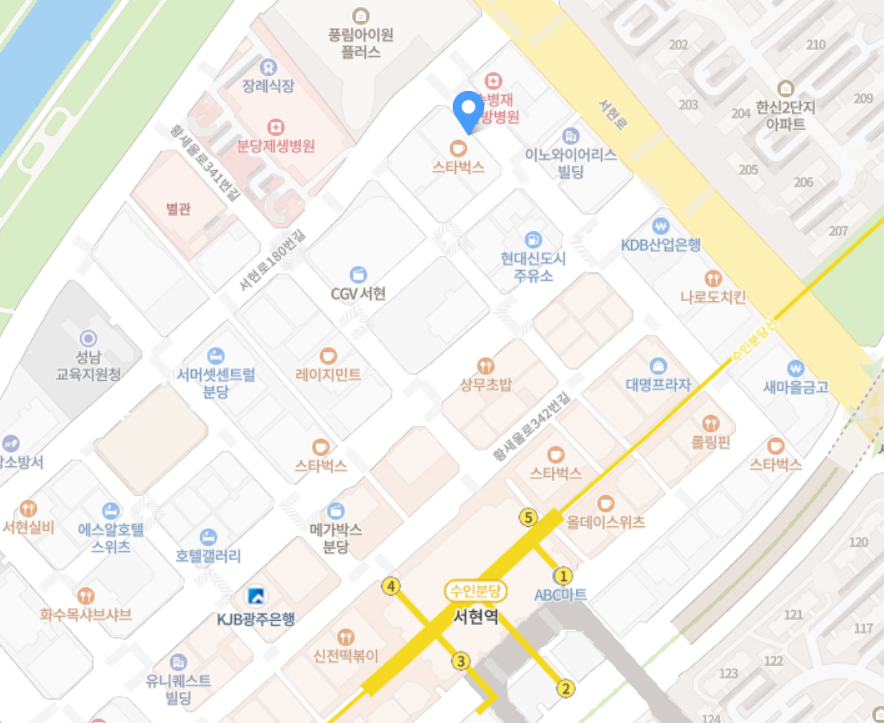 풍림아이원
플러스
202
210
장례식장
203
204
한신2단지
아파트
209
서현로
병재
방병원
분당제생병원
황새울로341번길
스타벅스
이노와이어리스
빌딩
205
206
별관
207
KDB산업은행
서현로180번길
현대신도시
주유소
CGV 서현
나로도치킨
수인분당선
성남
교육지원청
서머셋센트럴
분당
레이지민트
상무초밥
대명프라자
새마을금고
황새울로342번길
롤링핀
소방서
스타벅스
스타벅스
스타벅스
서현실비
에스알호텔
스위츠
메가박스
분당
5
올데이스위츠
호텔갤러리
120
4
수인분당
1
ABC마트
화수목샤브샤브
KJB광주은행
서현역
121
117
신전떡볶이
3
유니퀘스트
빌딩
2
122
123
124